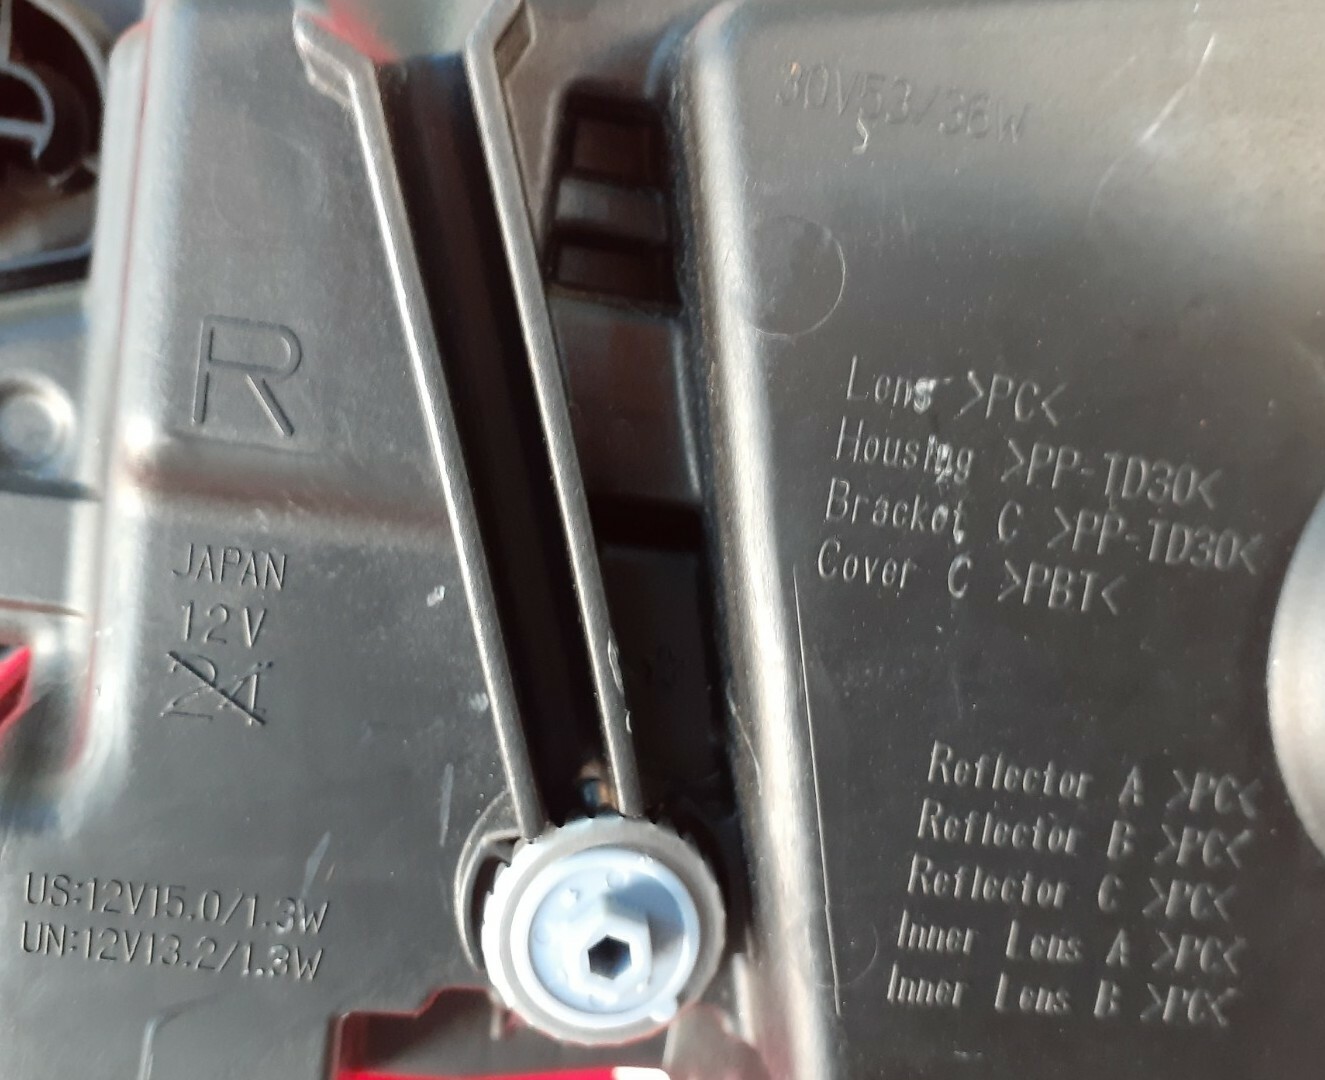 30V53/36W
R
Lens >PC<
Housing >PP-TD30<
Bracket C >PP-TD30<
Cover C >PBT<
JAPAN
12V
24
Reflector A >PC<
Reflector B >PC<
Reflector C >PC<
Inner Lens A >PC<
Inner Lens B >PC<
US:12V15.0/1.3W
UN:12V13.2/1.3W